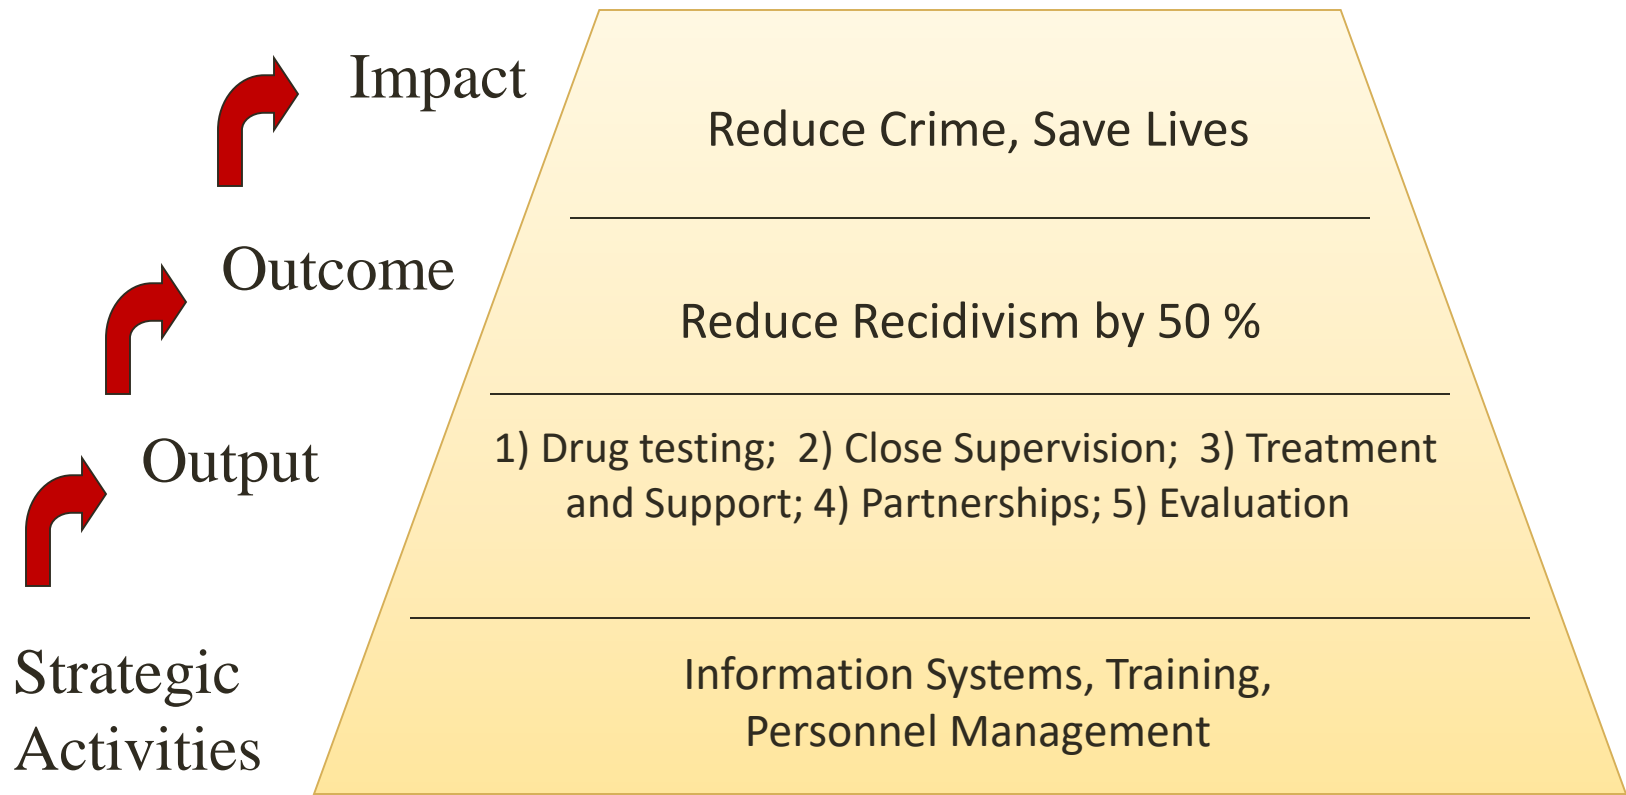 Impact
Reduce Crime, Save Lives
Outcome
Reduce Recidivism by 50 %
Output
1) Drug testing;  2) Close Supervision;  3) Treatment
and Support; 4) Partnerships; 5) Evaluation
Strategic
Activities
Information Systems, Training,
Personnel Management